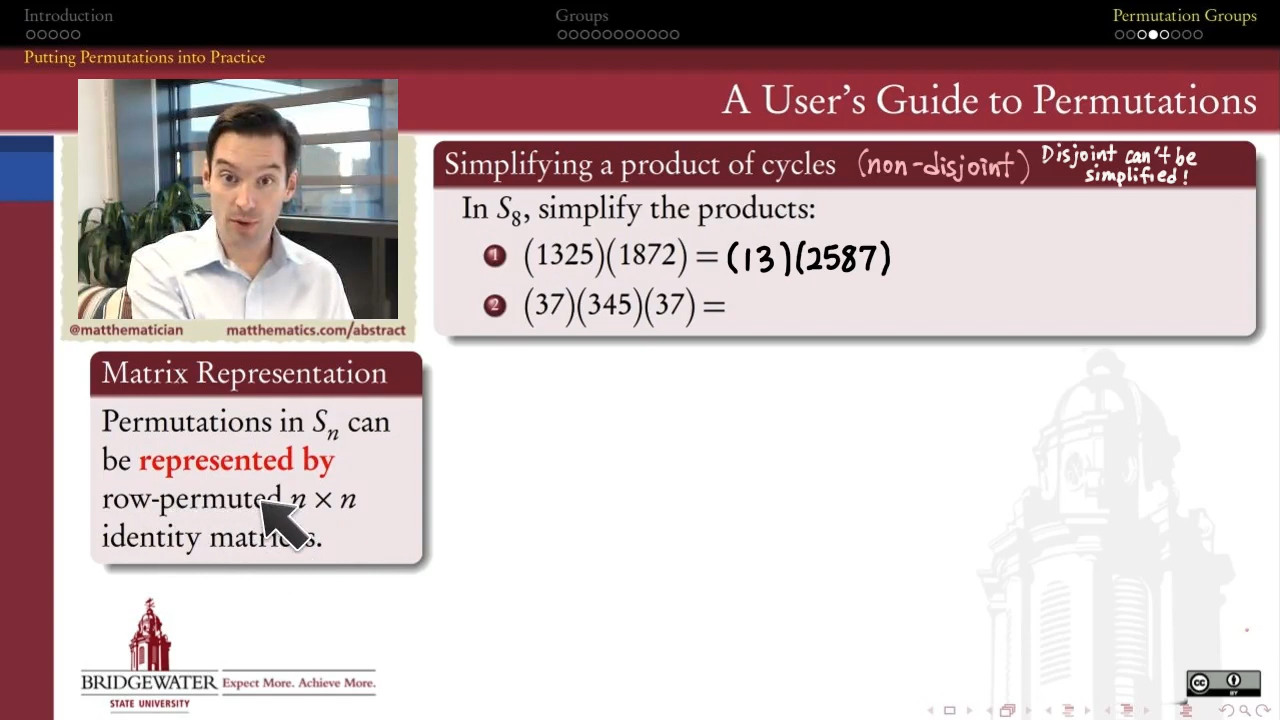 Introduction
Groups
Permutation Groups
Putting Permutations into Practice
A User's Guide to Permutations
Simplifying a product of cycles (non-disjoint) Disjoint can't be
simplified!
In S₈, simplify the products:
1 (1325)(1872) = (13)(2587)
2 (37)(345)(37) =
@matthematician matthematics.com/abstract
Matrix Representation
Permutations in Sₙ can
be represented by
row-permuted n × n
identity matrices.
BRIDGEWATER Expect More. Achieve More.
STATE UNIVERSITY
CC BY